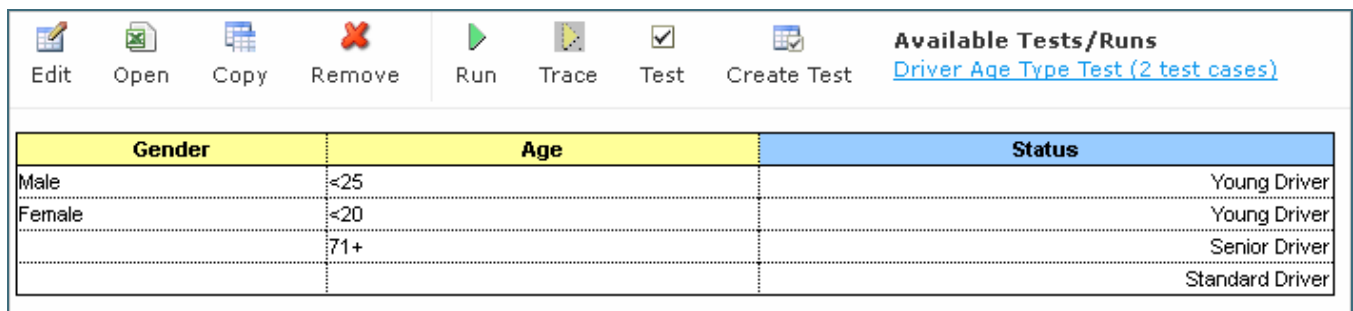 Edit Open Copy Remove Run Trace Test Create Test
Available Tests/Runs
Driver Age Type Test (2 test cases)
Gender Age Status
Male <25 Young Driver
Female <20 Young Driver
71+ Senior Driver
Standard Driver